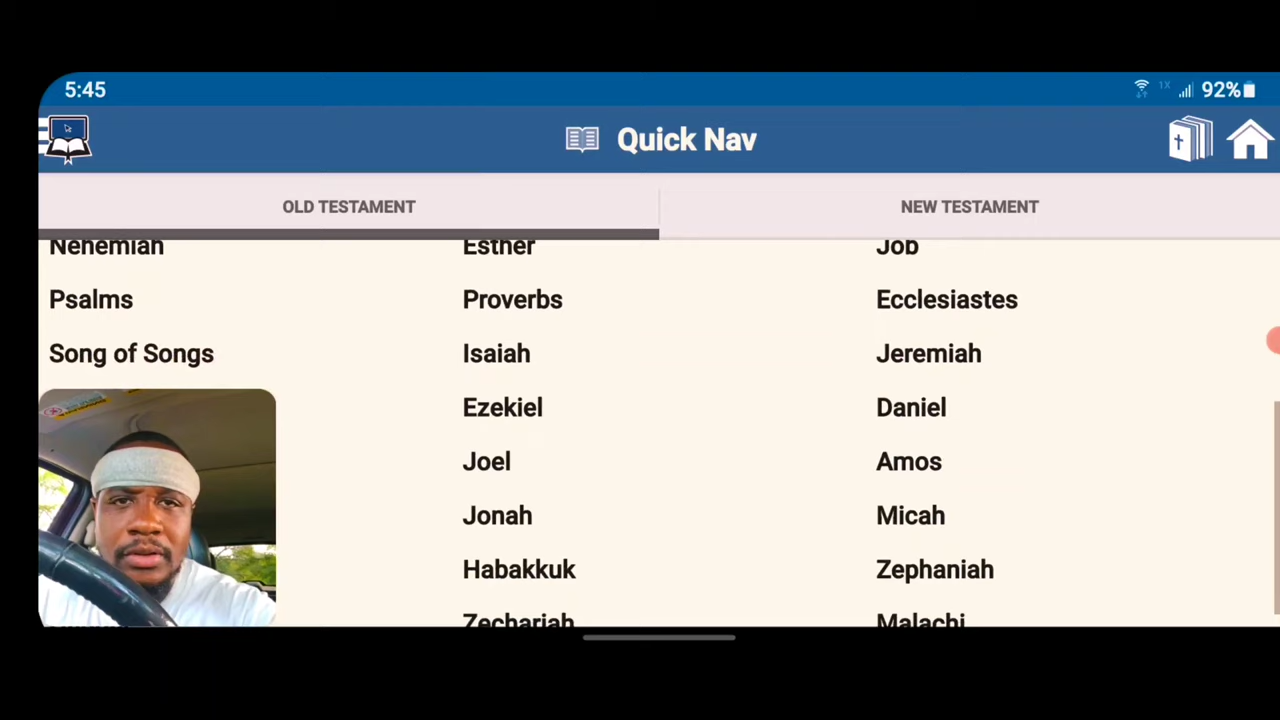 5:45
1X
92%
Quick Nav
OLD TESTAMENT
NEW TESTAMENT
Nehemiah
Esther
Job
Psalms
Proverbs
Ecclesiastes
Song of Songs
Isaiah
Jeremiah
Ezekiel
Daniel
Joel
Amos
Jonah
Micah
Habakkuk
Zephaniah
Zechariah
Malachi